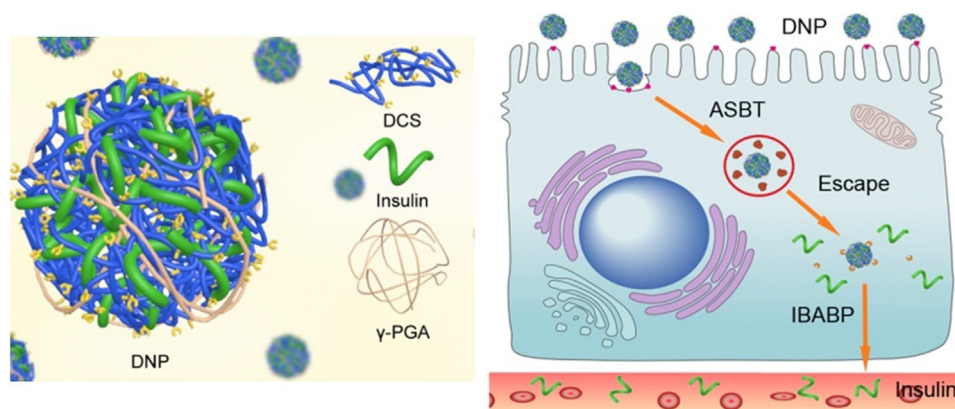 DCS
Insulin
γ-PGA
DNP
DNP
ASBT
Escape
IBABP
Insulin